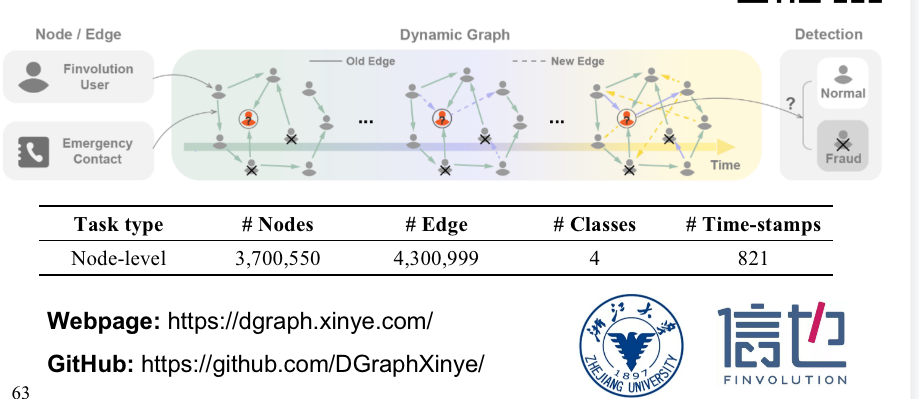 Node / Edge
Dynamic Graph
Detection
Finvolution
User
Old Edge
New Edge
?
Normal
?
...
?
...
?
Emergency
Contact
Fraud
Time
Task type # Nodes # Edge # Classes # Time-stamps
Node-level 3,700,550 4,300,999 4 821
Webpage: https://dgraph.xinye.com/
GitHub: https://github.com/DGraphXinye/
浙江大学
1897
ZHEJIANG UNIVERSITY
信也
FINVOLUTION
63